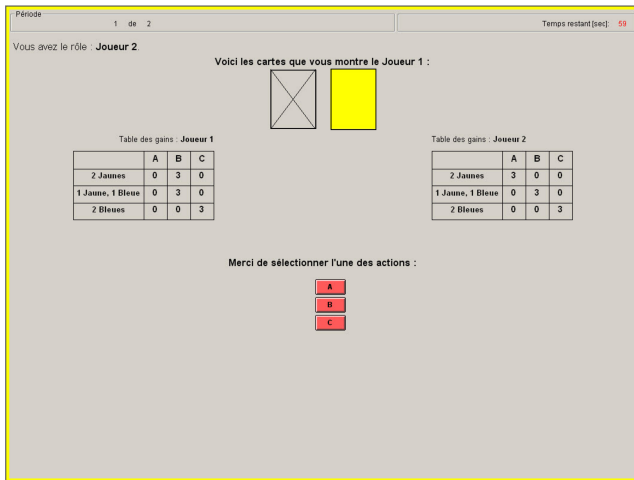 Période
1 de 2
Temps restant [sec]: 59
Vous avez le rôle : Joueur 2.
Voici les cartes que vous montre le Joueur 1 :
Table des gains : Joueur 1
A B C
2 Jaunes 0 3 0
1 Jaune, 1 Bleue 0 3 0
2 Bleues 0 0 3
Table des gains : Joueur 2
A B C
2 Jaunes 3 0 0
1 Jaune, 1 Bleue 0 3 0
2 Bleues 0 0 3
Merci de sélectionner l'une des actions :
A
B
C